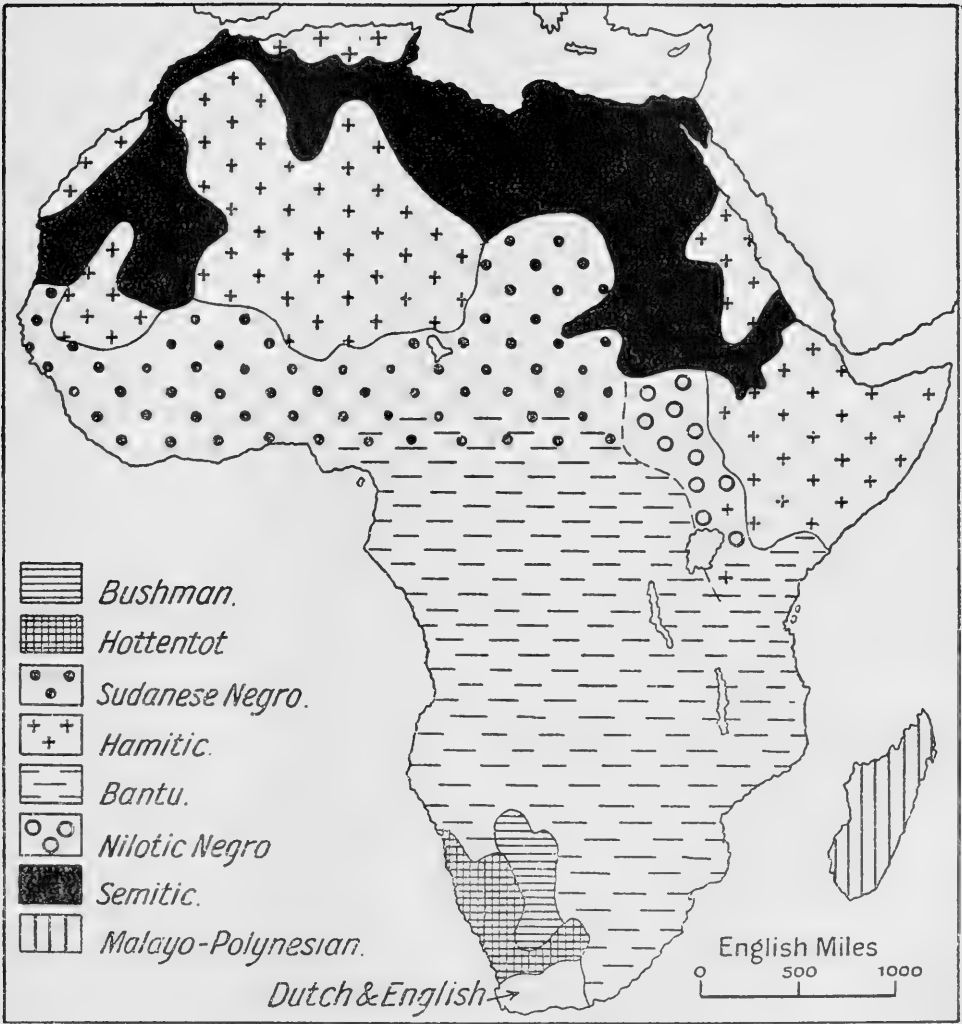 Bushman.
Hottentot
Sudanese Negro.
Hamitic.
Bantu.
Nilotic Negro
Semitic.
Malayo-Polynesian.
Dutch & English
English Miles
0 500 1000